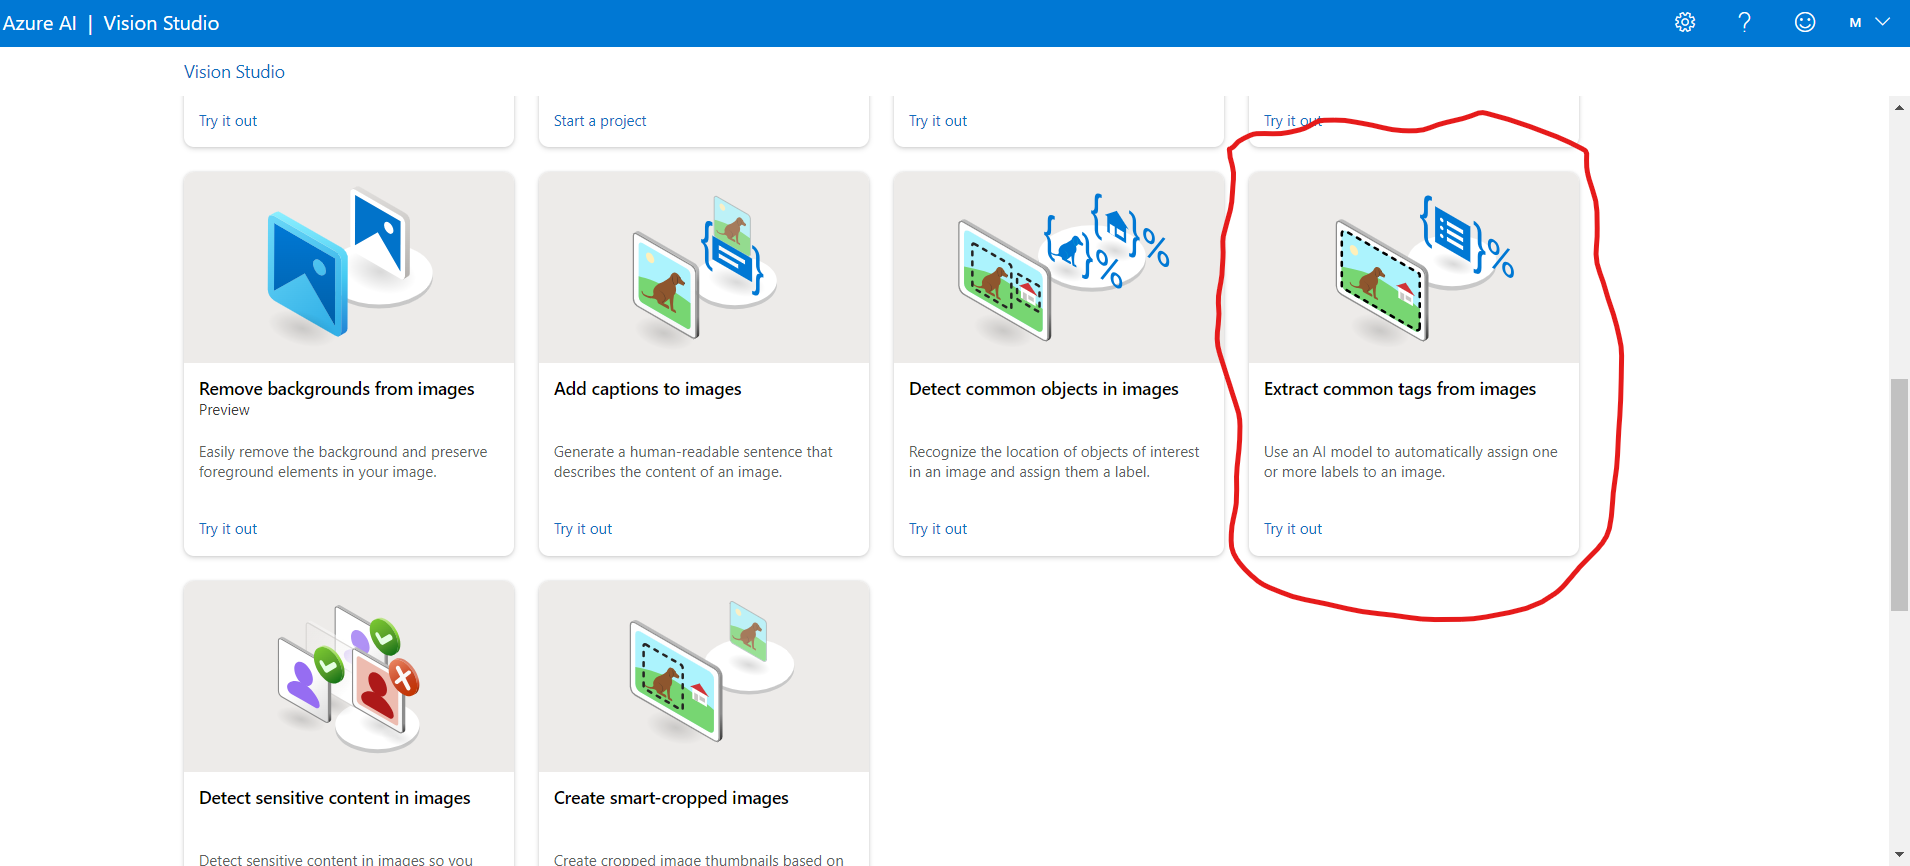 Azure AI | Vision Studio
M
Vision Studio
Try it out
Start a project
Try it out
Try it out
Remove backgrounds from images
Preview
Easily remove the background and preserve
foreground elements in your image.
Try it out
Add captions to images
Generate a human-readable sentence that
describes the content of an image.
Try it out
{ } % { } %
Detect common objects in images
Recognize the location of objects of interest
in an image and assign them a label.
Try it out
{ } %
Extract common tags from images
Use an AI model to automatically assign one
or more labels to an image.
Try it out
Detect sensitive content in images
Detect sensitive content in images so you
Create smart-cropped images
Create cropped image thumbnails based on